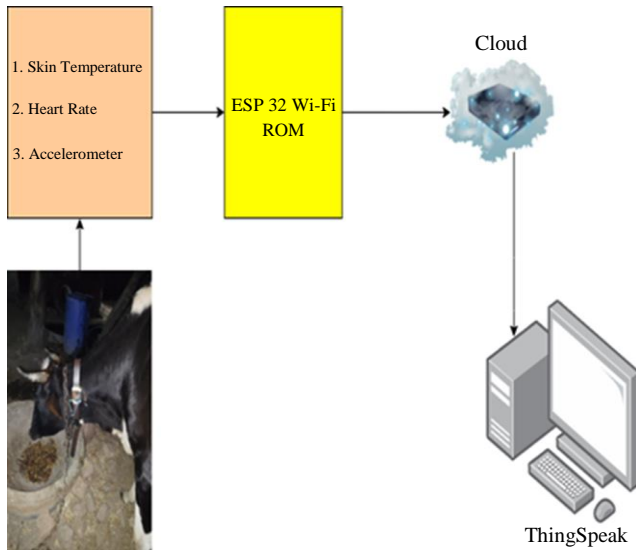 1. Skin Temperature
2. Heart Rate
3. Accelerometer
ESP 32 Wi-Fi
ROM
Cloud
ThingSpeak